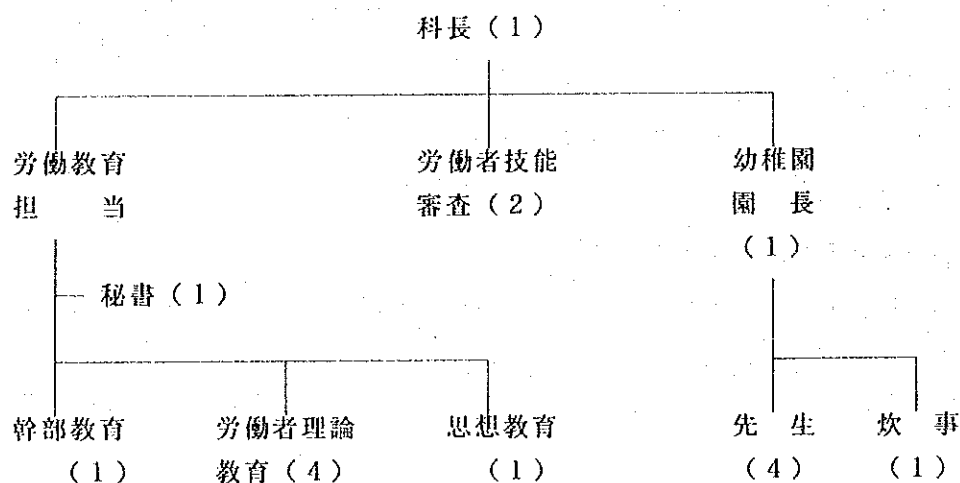 科長(1)
労働教育
担　　当
労働者技能
審査(2)
幼稚園
園　長
(1)
秘書(1)
幹部教育
(1)
労働者理論
教育(4)
思想教育
(1)
先　生
(4)
炊　事
(1)